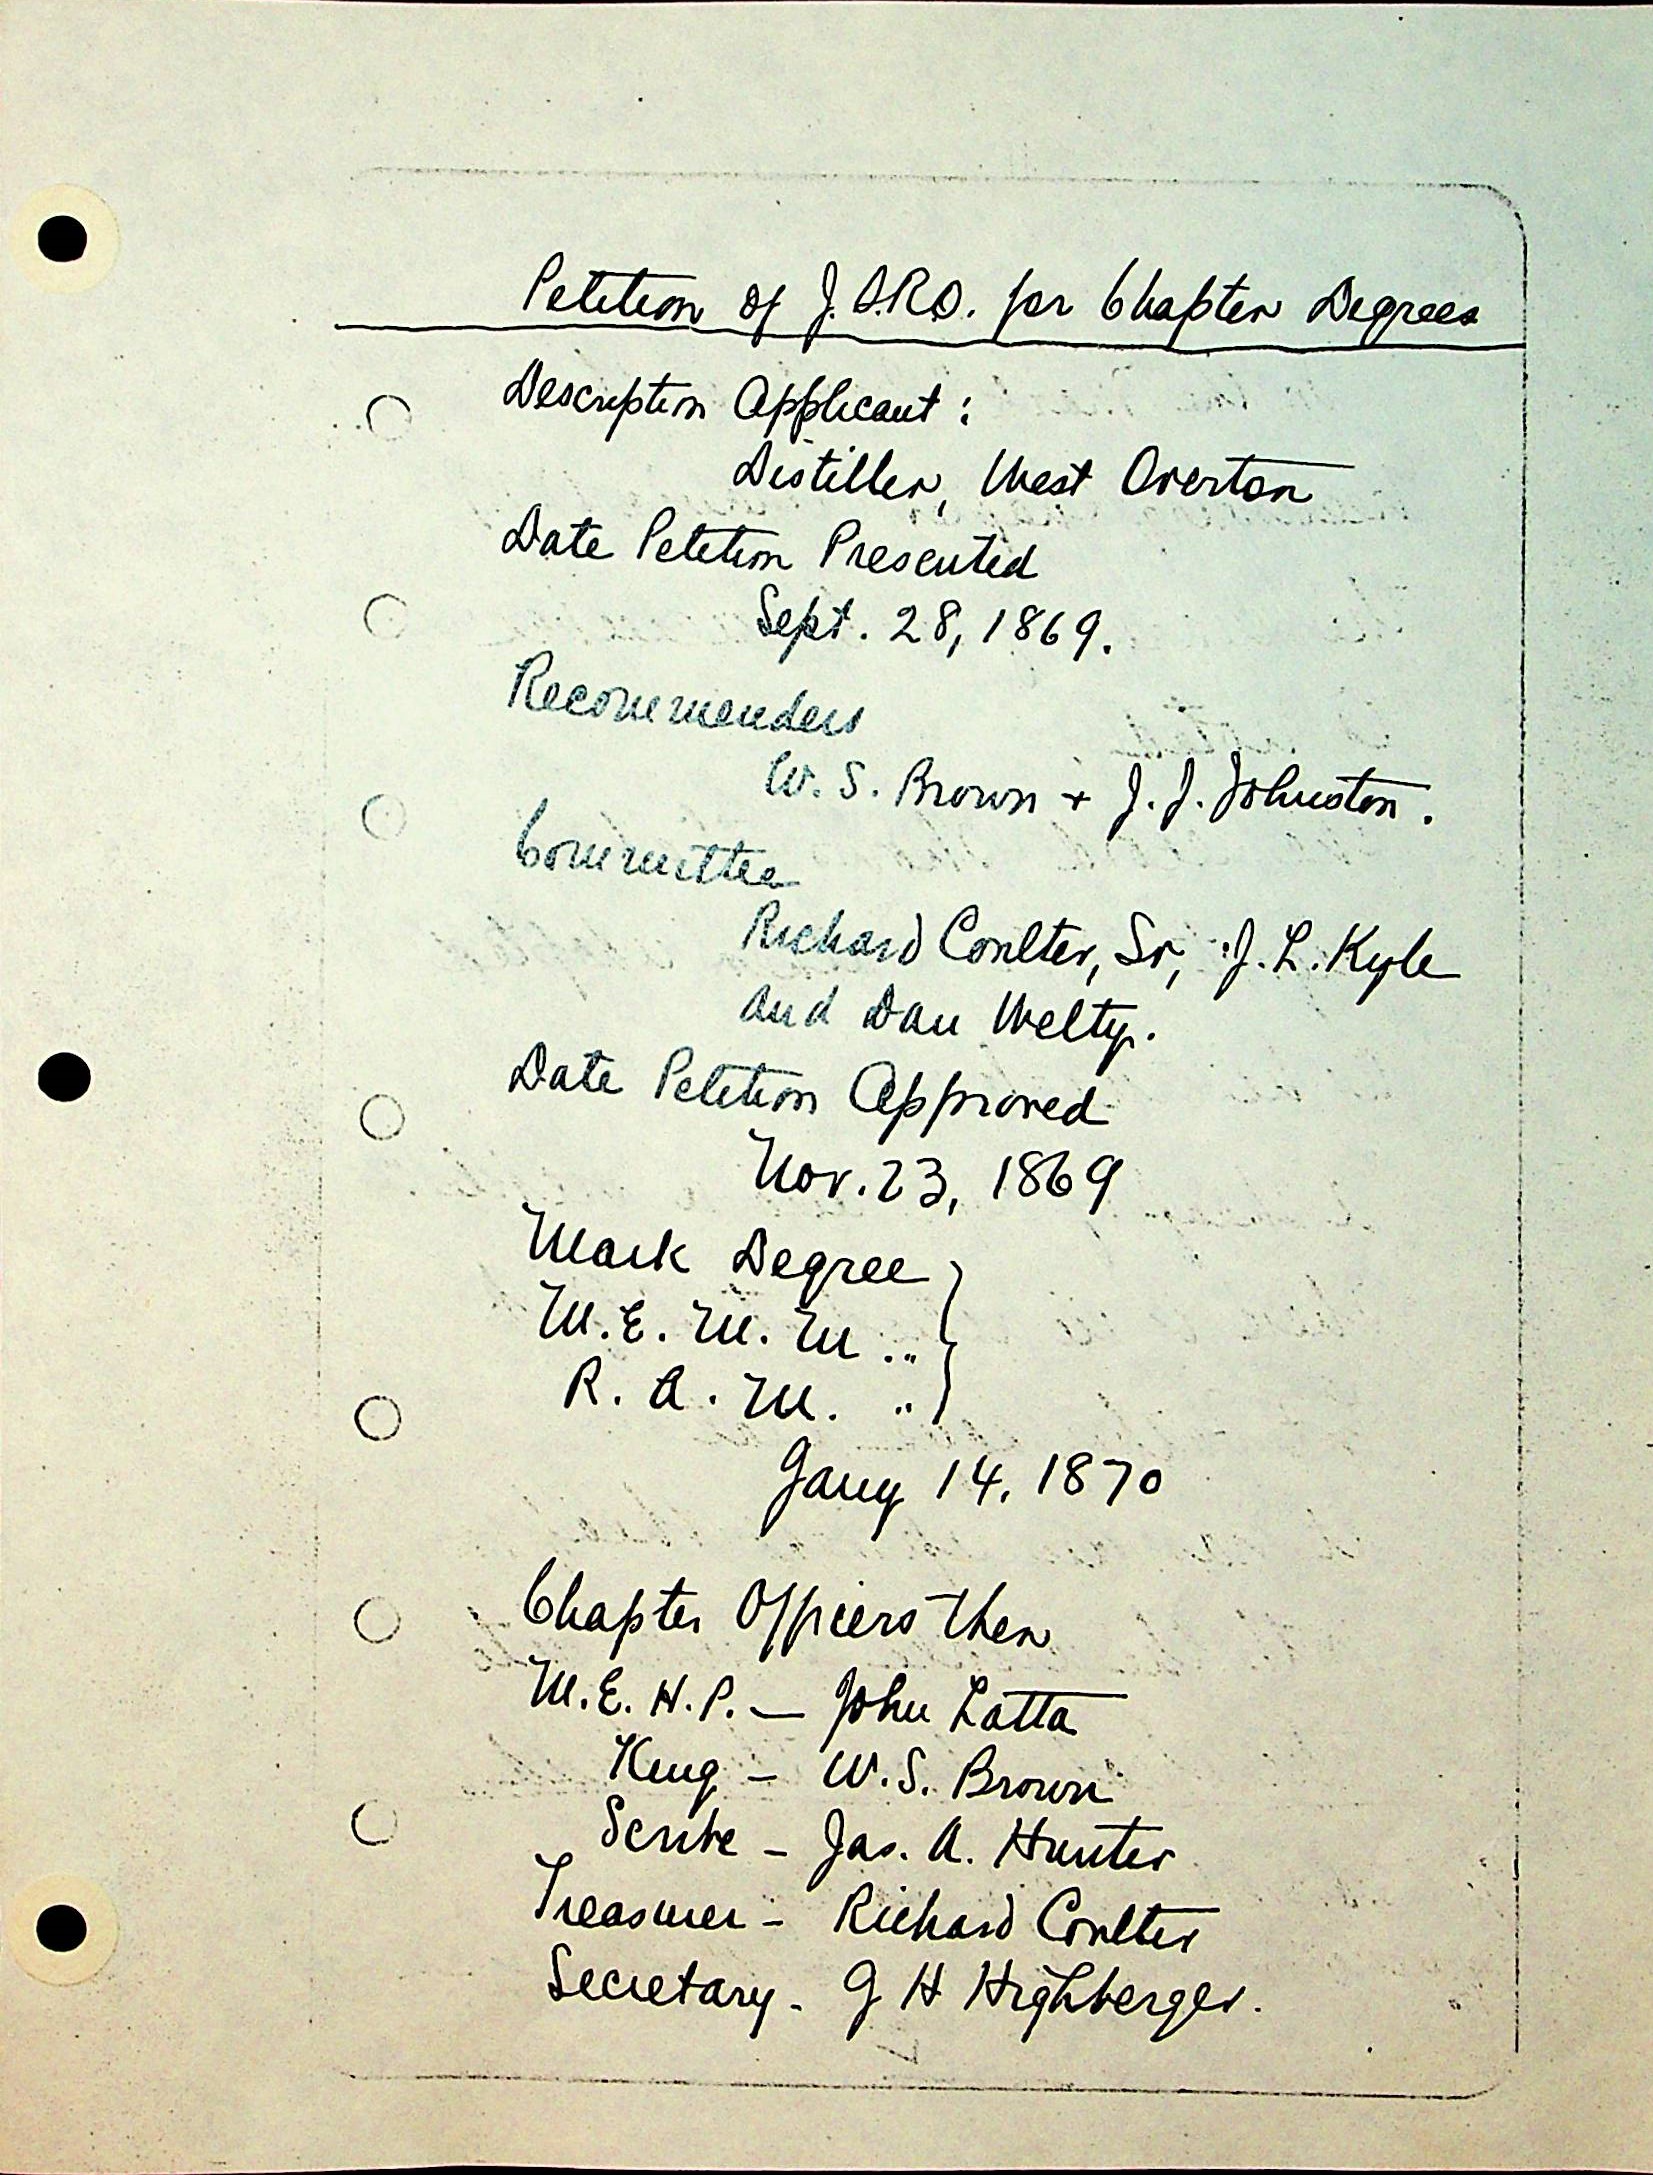 Petition of J. S.R.O. for Chapter Degrees
Description Applicant :
Distiller, West Overton
Date Petition Presented
Sept. 28, 1869.
Recommenders
W. S. Brown + J. J. Johnston.
Committee
Richard Coulter, Sr, J. L. Kyle
and Dan Welty.
Date Petition Approved
Nov. 23, 1869
Mark Degree
M. E. M. M ..
R. A. M. ..
Jany 14, 1870
Chapter Officers then
M. E. H. P. — John Latta
King - W. S. Brown
Scribe - Jas. A. Hunter
Treasurer - Richard Coulter
Secretary - G H Highberger.